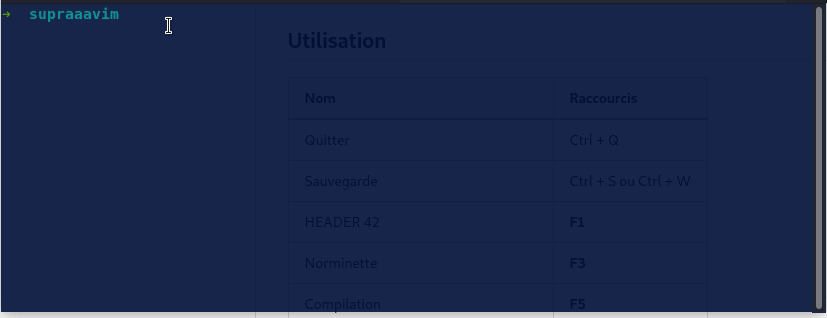 → supraaavim
Utilisation
Nom Raccourcis
Quitter Ctrl + Q
Sauvegarde Ctrl + S ou Ctrl + W
HEADER 42 F1
Norminette F3
Compilation F5